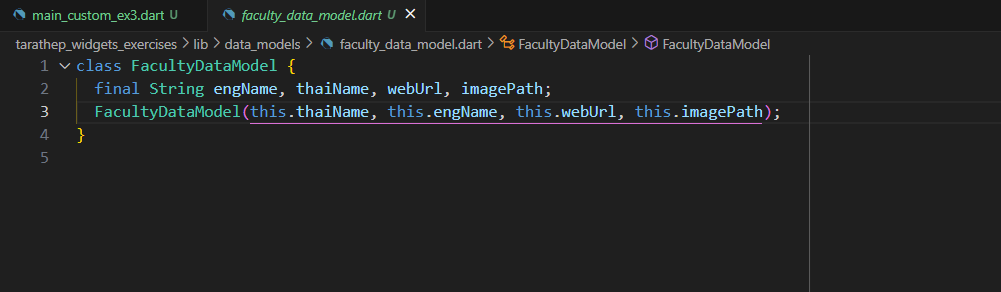 main_custom_ex3.dart U faculty_data_model.dart U
tarathep_widgets_exercises > lib > data_models > faculty_data_model.dart > FacultyDataModel > FacultyDataModel
1 class FacultyDataModel {
2 final String engName, thaiName, webUrl, imagePath;
3 FacultyDataModel(this.thaiName, this.engName, this.webUrl, this.imagePath);
4 }
5